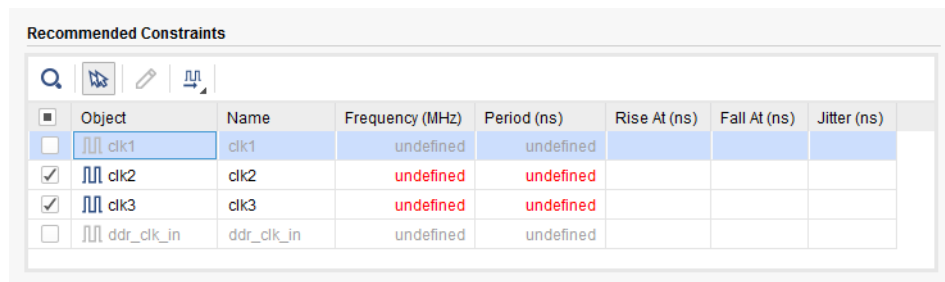 Recommended Constraints
Object Name Frequency (MHz) Period (ns) Rise At (ns) Fall At (ns) Jitter (ns)
clk1 clk1 undefined undefined
clk2 clk2 undefined undefined
clk3 clk3 undefined undefined
ddr_clk_in ddr_clk_in undefined undefined